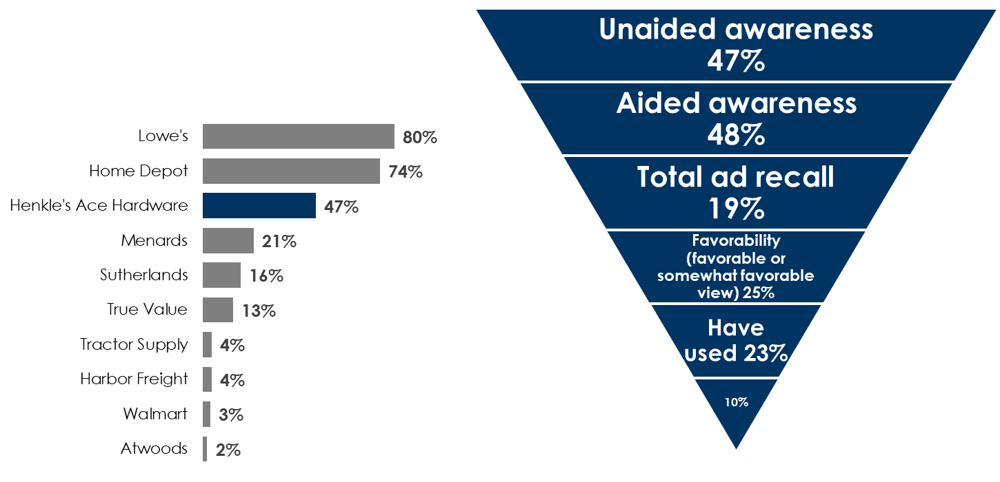 Lowe's 80%
Home Depot 74%
Henkle's Ace Hardware 47%
Menards 21%
Sutherlands 16%
True Value 13%
Tractor Supply 4%
Harbor Freight 4%
Walmart 3%
Atwoods 2%
Unaided awareness
47%
Aided awareness
48%
Total ad recall
19%
Favorability
(favorable or
somewhat favorable
view) 25%
Have
used 23%
10%